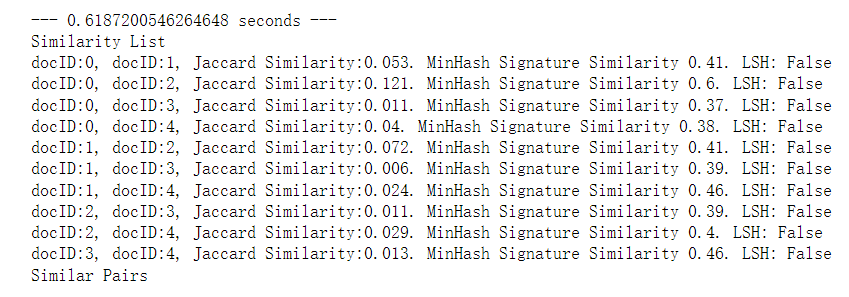 --- 0.6187200546264648 seconds ---
Similarity List
docID:0, docID:1, Jaccard Similarity:0.053. MinHash Signature Similarity 0.41. LSH: False
docID:0, docID:2, Jaccard Similarity:0.121. MinHash Signature Similarity 0.6. LSH: False
docID:0, docID:3, Jaccard Similarity:0.011. MinHash Signature Similarity 0.37. LSH: False
docID:0, docID:4, Jaccard Similarity:0.04. MinHash Signature Similarity 0.38. LSH: False
docID:1, docID:2, Jaccard Similarity:0.072. MinHash Signature Similarity 0.41. LSH: False
docID:1, docID:3, Jaccard Similarity:0.006. MinHash Signature Similarity 0.39. LSH: False
docID:1, docID:4, Jaccard Similarity:0.024. MinHash Signature Similarity 0.46. LSH: False
docID:2, docID:3, Jaccard Similarity:0.011. MinHash Signature Similarity 0.39. LSH: False
docID:2, docID:4, Jaccard Similarity:0.029. MinHash Signature Similarity 0.4. LSH: False
docID:3, docID:4, Jaccard Similarity:0.013. MinHash Signature Similarity 0.46. LSH: False
Similar Pairs